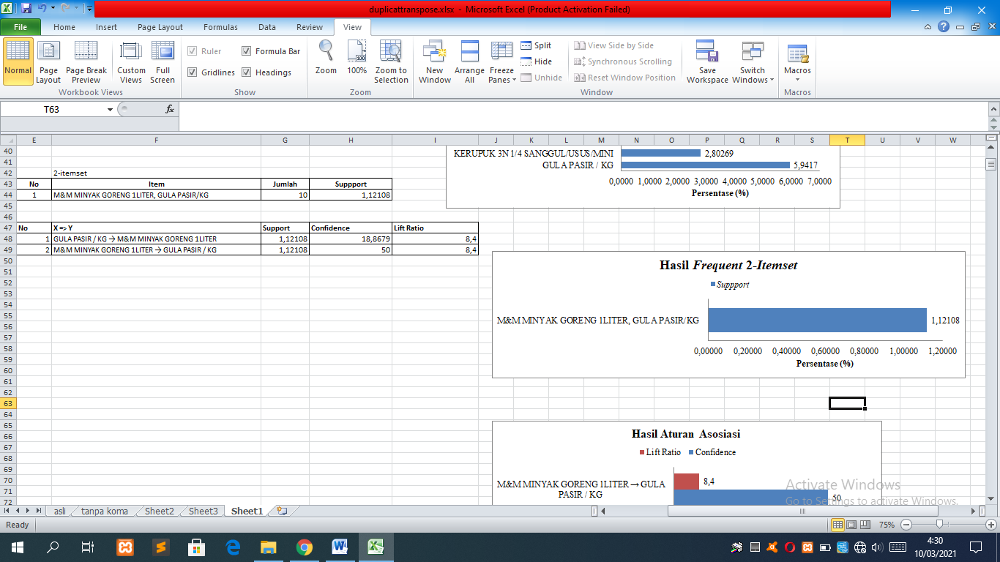 duplicattranspose.xlsx - Microsoft Excel (Product Activation Failed)
File Home Insert Page Layout Formulas Data Review View
Normal Page Layout Page Break Preview Custom Views Full Screen
Workbook Views
Ruler Formula Bar
Gridlines Headings
Show
Zoom 100% Zoom to Selection
Zoom
New Window Arrange All Freeze Panes
Split
Hide
Unhide
View Side by Side
Synchronous Scrolling
Reset Window Position
Window
Save Workspace Switch Windows
Macros
Macros
T63 fx
E F G H I J K L M N O P Q R S T U V W
40 KERUPUK 3N 1/4 SANGGUL/USUS/MINI 2,80269
41 GULA PASIR / KG 5,9417
42 2-itemset
0,0000 1,0000 2,0000 3,0000 4,0000 5,0000 6,0000 7,0000
43 No Item Jumlah Suppport
Persentase (%)
44 1 M&M MINYAK GORENG 1LITER, GULA PASIR/KG 10 1,12108
45
46
47 No X => Y Support Confidence Lift Ratio
48 1 GULA PASIR / KG → M&M MINYAK GORENG 1LITER 1,12108 18,8679 8,4
49 2 M&M MINYAK GORENG 1LITER → GULA PASIR / KG 1,12108 50 8,4
50
51
52
53
54
55
56
57
58
59
60
61
62
63
64
65
66
67
68
69
70
71
72
Hasil Frequent 2-Itemset
Suppport
M&M MINYAK GORENG 1LITER, GULA PASIR/KG 1,12108
0,00000 0,20000 0,40000 0,60000 0,80000 1,00000 1,20000
Persentase (%)
Hasil Aturan Asosiasi
Lift Ratio Confidence
M&M MINYAK GORENG 1LITER → GULA PASIR / KG
8,4
50
Activate Windows
Go to Settings to activate Windows.
asli tanpa koma Sheet2 Sheet3 Sheet1
Ready 75%
4:30
10/03/2021